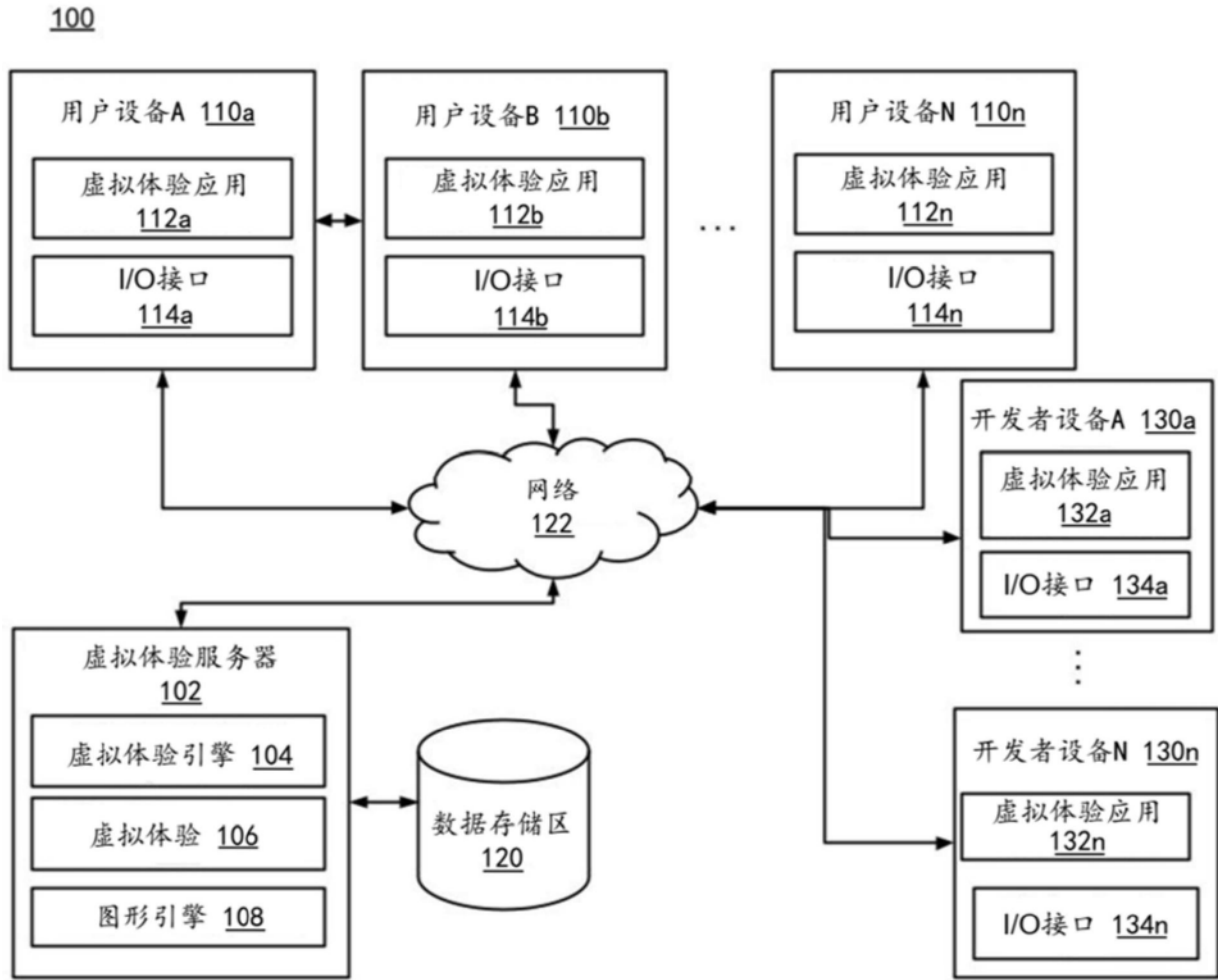 100
用户设备A 110a
虚拟体验应用
112a
I/O接口
114a
用户设备B 110b
虚拟体验应用
112b
I/O接口
114b
...
用户设备N 110n
虚拟体验应用
112n
I/O接口
114n
网络
122
开发者设备A 130a
虚拟体验应用
132a
I/O接口 134a
...
开发者设备N 130n
虚拟体验应用
132n
I/O接口 134n
虚拟体验服务器
102
虚拟体验引擎 104
虚拟体验 106
图形引擎 108
数据存储区
120